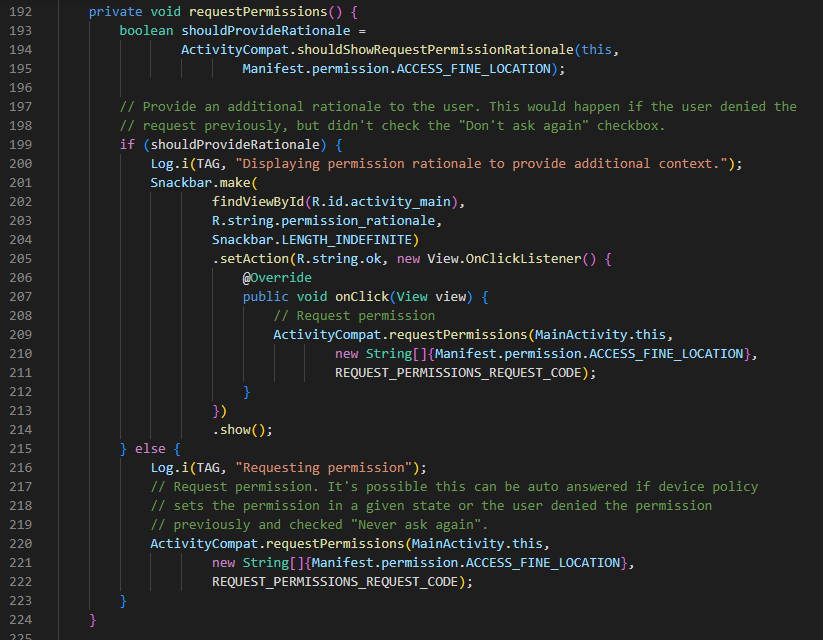 192 private void requestPermissions() {
193 boolean shouldProvideRationale =
194 ActivityCompat.shouldShowRequestPermissionRationale(this,
195 Manifest.permission.ACCESS_FINE_LOCATION);
196
197 // Provide an additional rationale to the user. This would happen if the user denied the
198 // request previously, but didn't check the "Don't ask again" checkbox.
199 if (shouldProvideRationale) {
200 Log.i(TAG, "Displaying permission rationale to provide additional context.");
201 Snackbar.make(
202 findViewById(R.id.activity_main),
203 R.string.permission_rationale,
204 Snackbar.LENGTH_INDEFINITE)
205 .setAction(R.string.ok, new View.OnClickListener() {
206 @Override
207 public void onClick(View view) {
208 // Request permission
209 ActivityCompat.requestPermissions(MainActivity.this,
210 new String[]{Manifest.permission.ACCESS_FINE_LOCATION},
211 REQUEST_PERMISSIONS_REQUEST_CODE);
212 }
213 })
214 .show();
215 } else {
216 Log.i(TAG, "Requesting permission");
217 // Request permission. It's possible this can be auto answered if device policy
218 // sets the permission in a given state or the user denied the permission
219 // previously and checked "Never ask again".
220 ActivityCompat.requestPermissions(MainActivity.this,
221 new String[]{Manifest.permission.ACCESS_FINE_LOCATION},
222 REQUEST_PERMISSIONS_REQUEST_CODE);
223 }
224 }
225